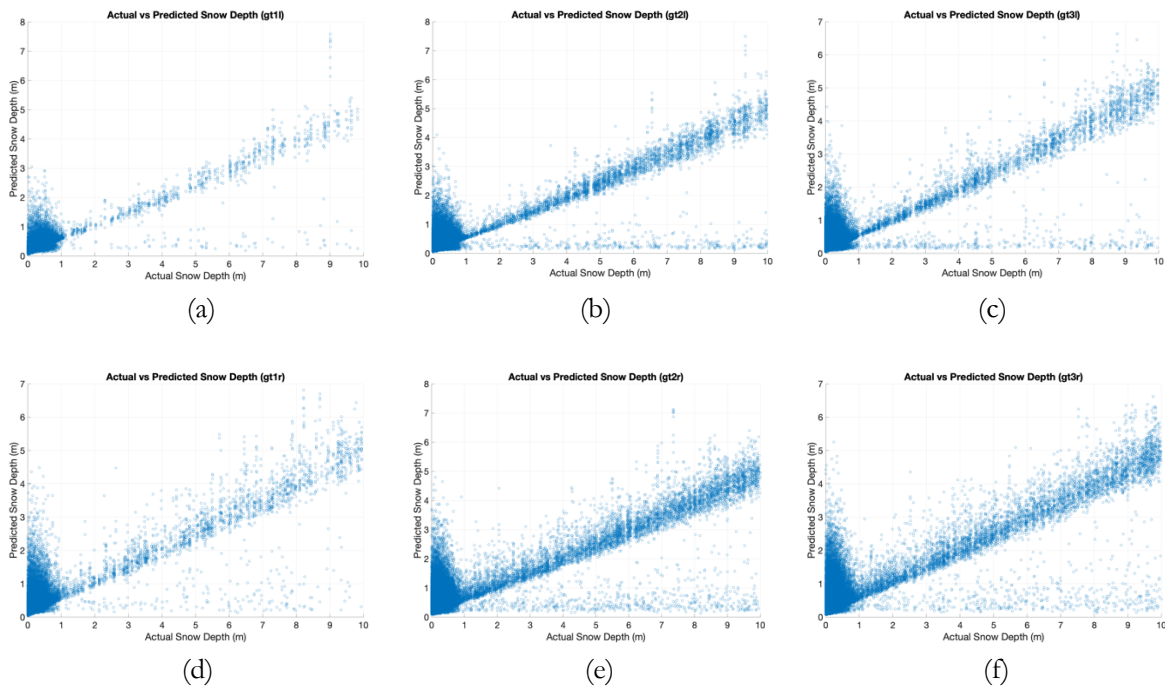 Actual vs Predicted Snow Depth (gt1l)
8
7
6
5
4
3
2
1
0
Predicted Snow Depth (m)
0 1 2 3 4 5 6 7 8 9 10
Actual Snow Depth (m)
(a)
Actual vs Predicted Snow Depth (gt2l)
8
7
6
5
4
3
2
1
0
Predicted Snow Depth (m)
0 1 2 3 4 5 6 7 8 9 10
Actual Snow Depth (m)
(b)
Actual vs Predicted Snow Depth (gt3l)
7
6
5
4
3
2
1
0
Predicted Snow Depth (m)
0 1 2 3 4 5 6 7 8 9 10
Actual Snow Depth (m)
(c)
Actual vs Predicted Snow Depth (gt1r)
7
6
5
4
3
2
1
0
Predicted Snow Depth (m)
0 1 2 3 4 5 6 7 8 9 10
Actual Snow Depth (m)
(d)
Actual vs Predicted Snow Depth (gt2r)
8
7
6
5
4
3
2
1
0
Predicted Snow Depth (m)
0 1 2 3 4 5 6 7 8 9 10
Actual Snow Depth (m)
(e)
Actual vs Predicted Snow Depth (gt3r)
7
6
5
4
3
2
1
0
Predicted Snow Depth (m)
0 1 2 3 4 5 6 7 8 9 10
Actual Snow Depth (m)
(f)